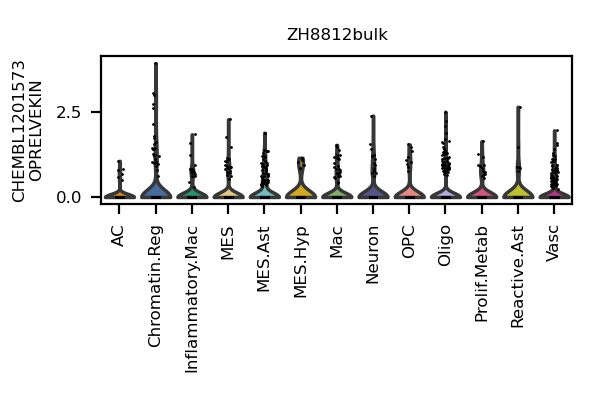 ZH8812bulk
CHEMBL1201573
OPRELVEKIN
2.5
0.0
AC
Chromatin.Reg
Inflammatory.Mac
MES
MES.Ast
MES.Hyp
Mac
Neuron
OPC
Oligo
Prolif.Metab
Reactive.Ast
Vasc